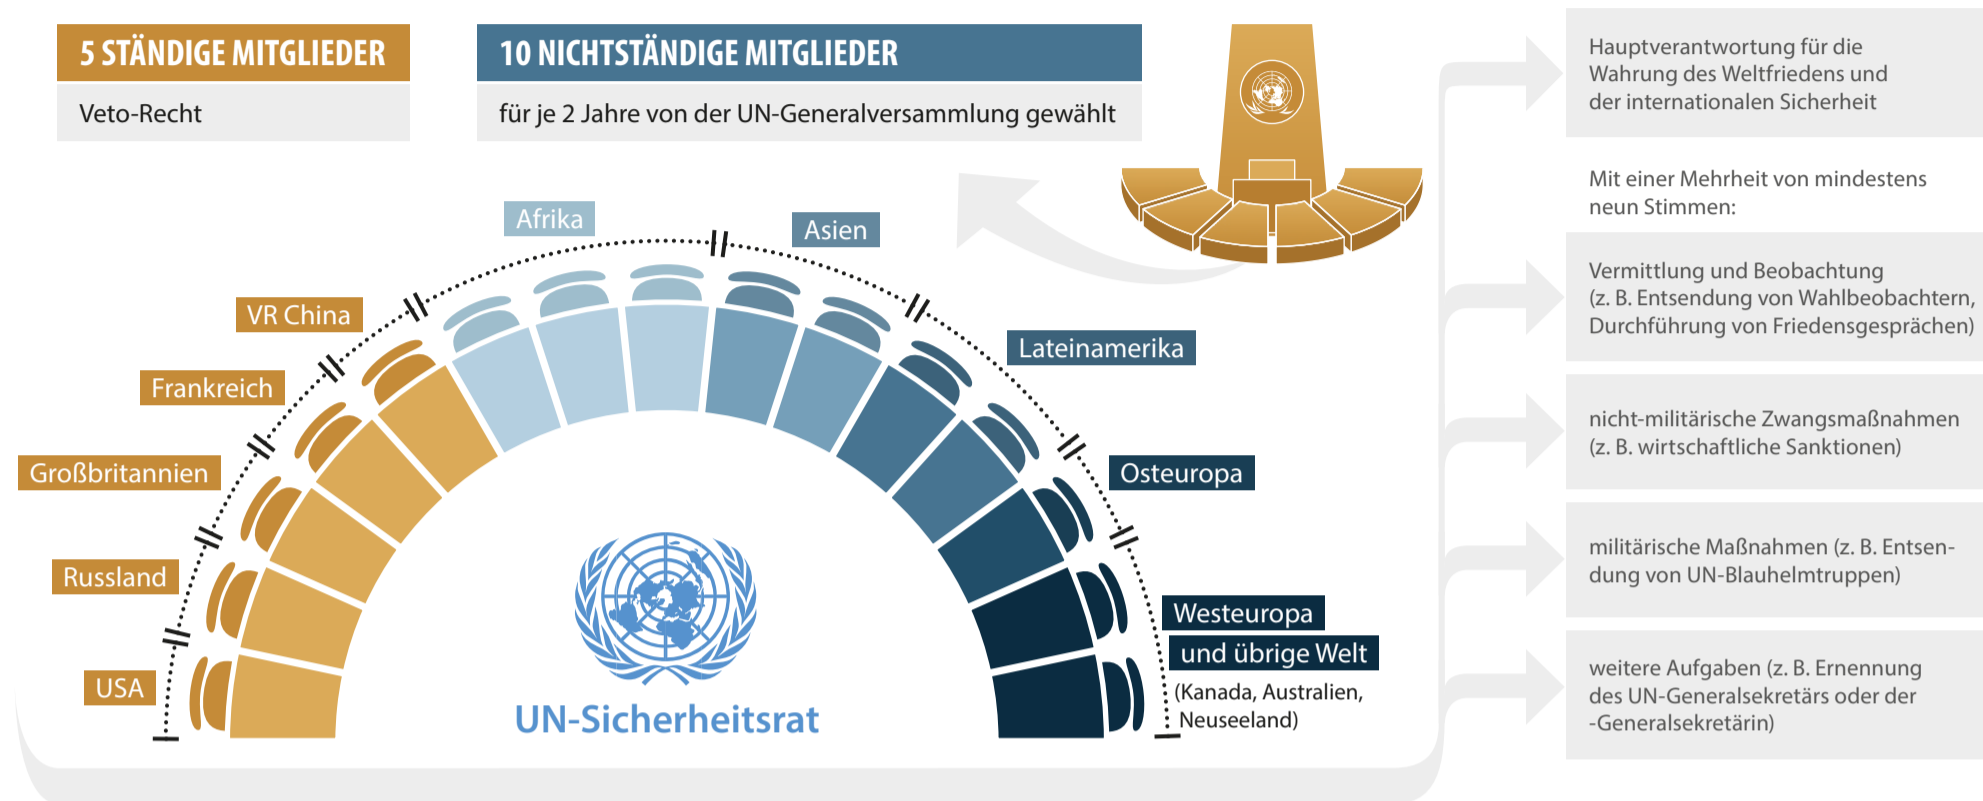 5 STÄNDIGE MITGLIEDER
Veto-Recht
10 NICHTSTÄNDIGE MITGLIEDER
für je 2 Jahre von der UN-Generalversammlung gewählt
USA
Russland
Großbritannien
Frankreich
VR China
Afrika
Asien
Lateinamerika
Osteuropa
Westeuropa
und übrige Welt
(Kanada, Australien,
Neuseeland)
UN-Sicherheitsrat
Hauptverantwortung für die
Wahrung des Weltfriedens und
der internationalen Sicherheit
Mit einer Mehrheit von mindestens
neun Stimmen:
Vermittlung und Beobachtung
(z. B. Entsendung von Wahlbeobachtern,
Durchführung von Friedensgesprächen)
nicht-militärische Zwangsmaßnahmen
(z. B. wirtschaftliche Sanktionen)
militärische Maßnahmen (z. B. Entsen-
dung von UN-Blauhelmtruppen)
weitere Aufgaben (z. B. Ernennung
des UN-Generalsekretärs oder der
-Generalsekretärin)